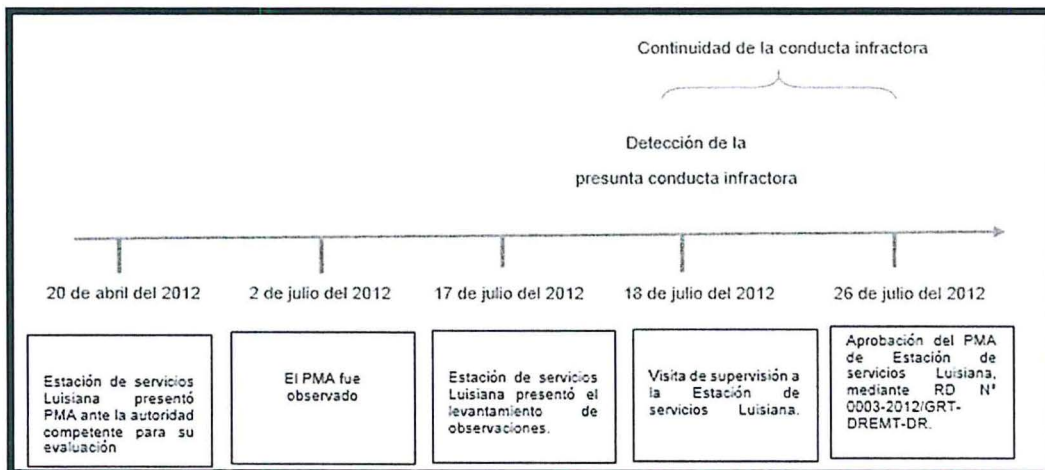 Continuidad de la conducta infractora
Detección de la
presunta conducta infractora
20 de abril del 2012
2 de julio del 2012
17 de julio del 2012
18 de julio del 2012
26 de julio del 2012
Estación de servicios
Luisiana presentó
PMA ante la autoridad
competente para su
evaluación
El PMA fue
observado
Estación de servicios
Luisiana presentó el
levantamiento de
observaciones.
Visita de supervisión a
la Estación de
servicios Luisiana.
Aprobación del PMA
de Estación de
servicios Luisiana,
mediante RD N°
0003-2012/GRT-
DREMT-DR.